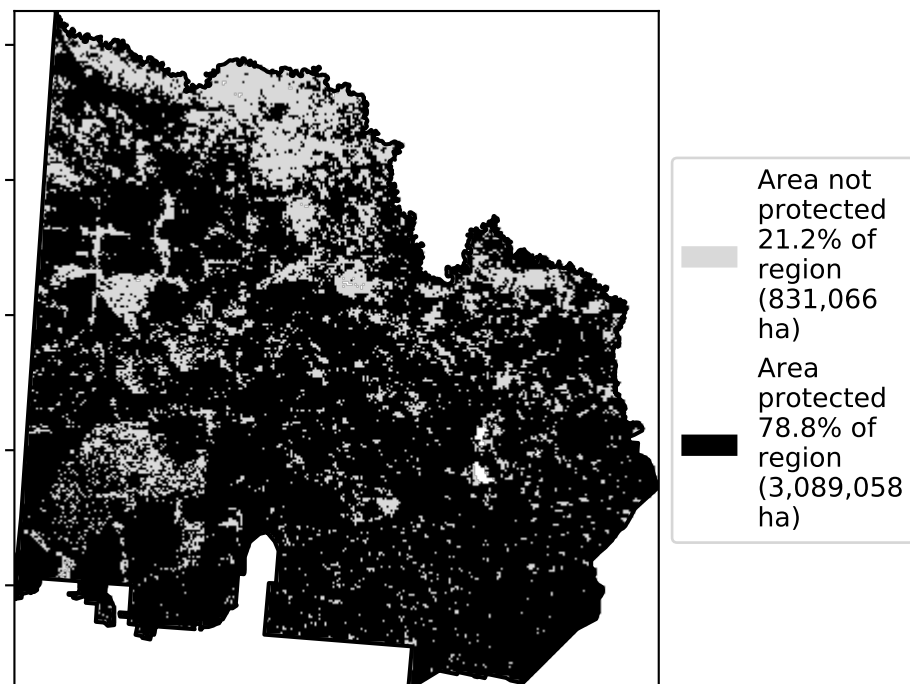 Area not
protected
21.2% of
region
(831,066
ha)
Area
protected
78.8% of
region
(3,089,058
ha)